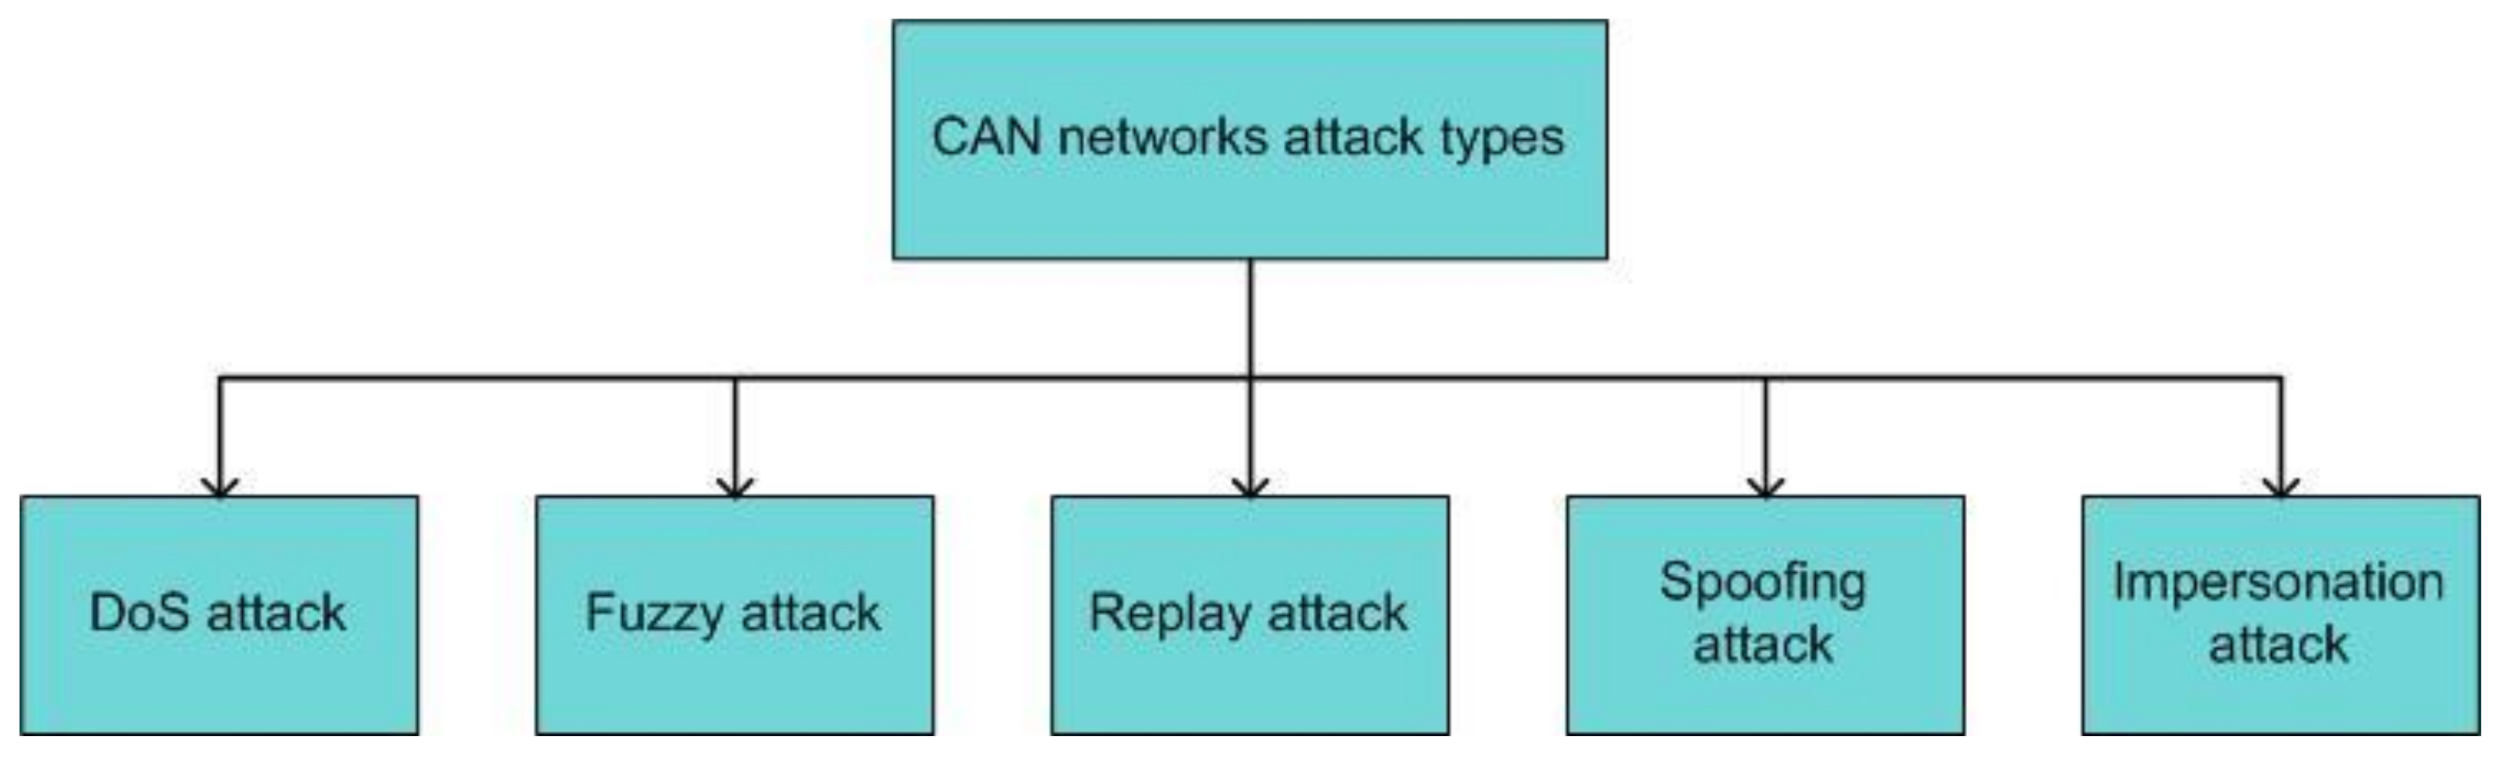 CAN networks attack types
DoS attack
Fuzzy attack
Replay attack
Spoofing
attack
Impersonation
attack